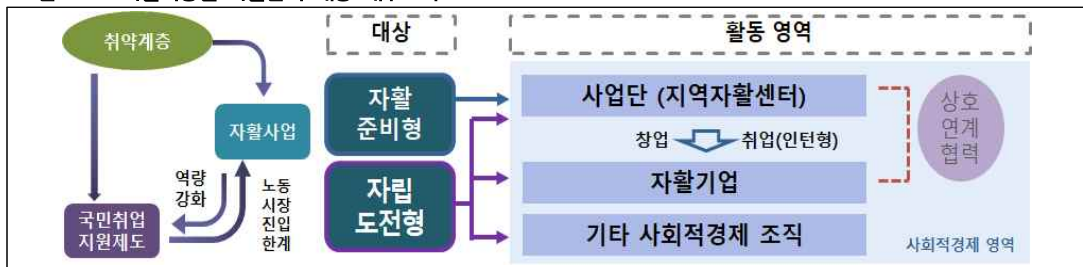 취약계층
대상
활동 영역
자활사업
역량
강화
노동
시장
진입
한계
국민취업
지원제도
자활
준비형
자립
도전형
사업단 (지역자활센터)
창업
취업(인턴형)
자활기업
기타 사회적경제 조직
상호
연계
협력
사회적경제 영역